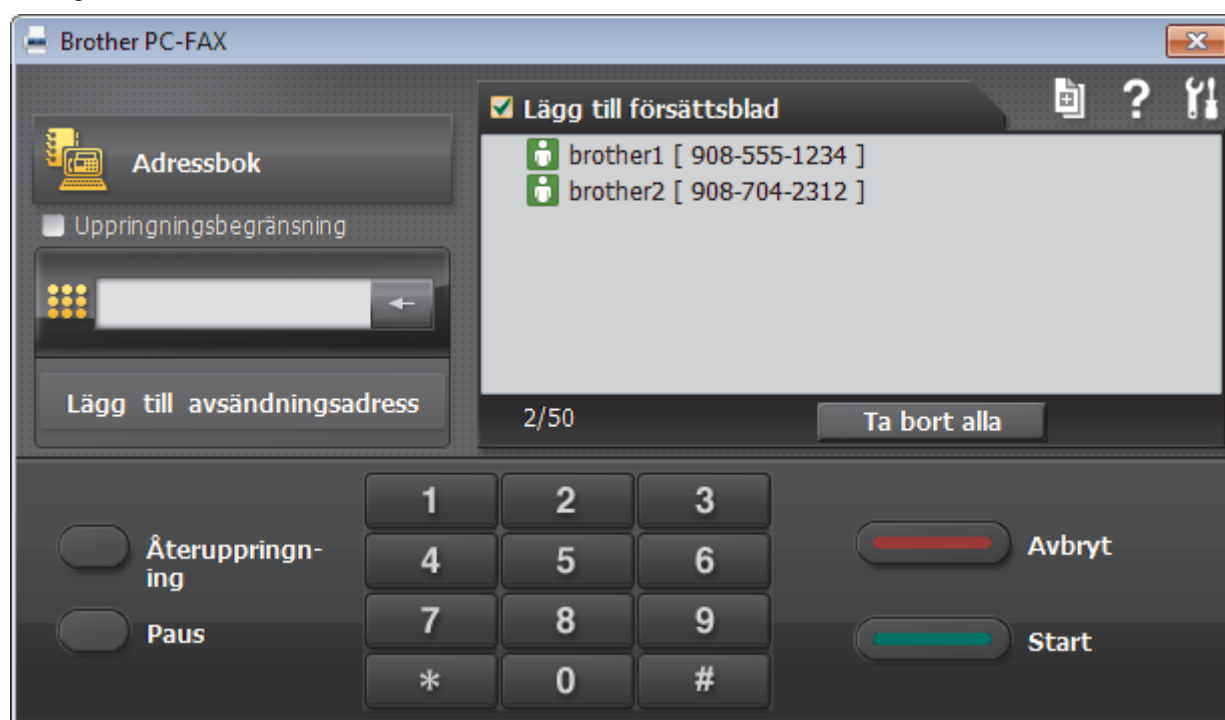 Brother PC-FAX
Adressbok
Uppringningsbegränsning
Lägg till avsändningsadress
Lägg till försättsblad
?
brother1 [ 908-555-1234 ]
brother2 [ 908-704-2312 ]
2/50
Ta bort alla
Återuppringn-
ing
Paus
1 2 3
4 5 6
7 8 9
* 0 #
Avbryt
Start